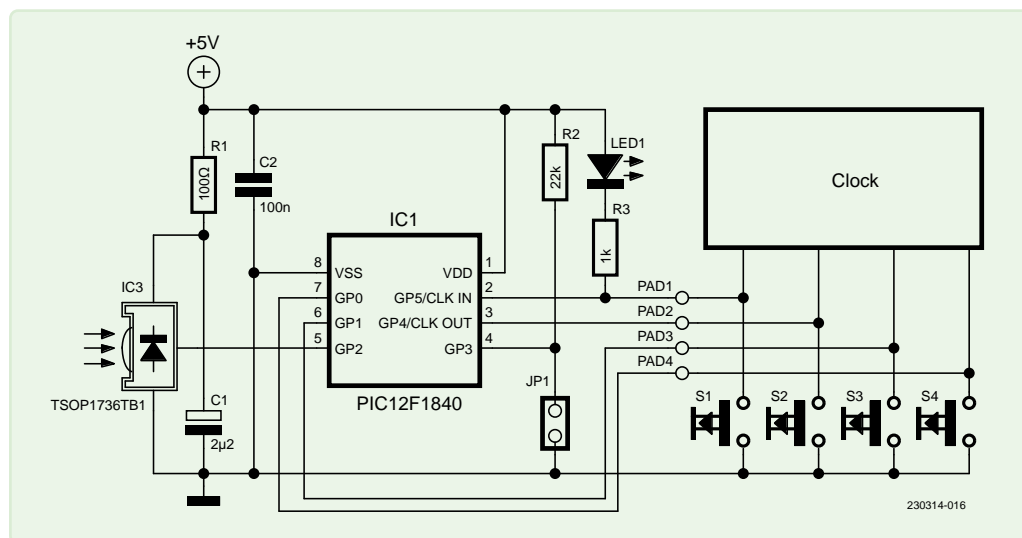 +5V
R1
100Ω
C2
100n
R2
22k
LED1
R3
1k
Clock
IC1
8
VSS
VDD
1
7
GP0
GP5/CLK IN
2
6
GP1
GP4/CLK OUT
3
5
GP2
GP3
4
PIC12F1840
IC3
TSOP1736TB1
C1
2µ2
JP1
PAD1
PAD2
PAD3
PAD4
S1
S2
S3
S4
230314-016